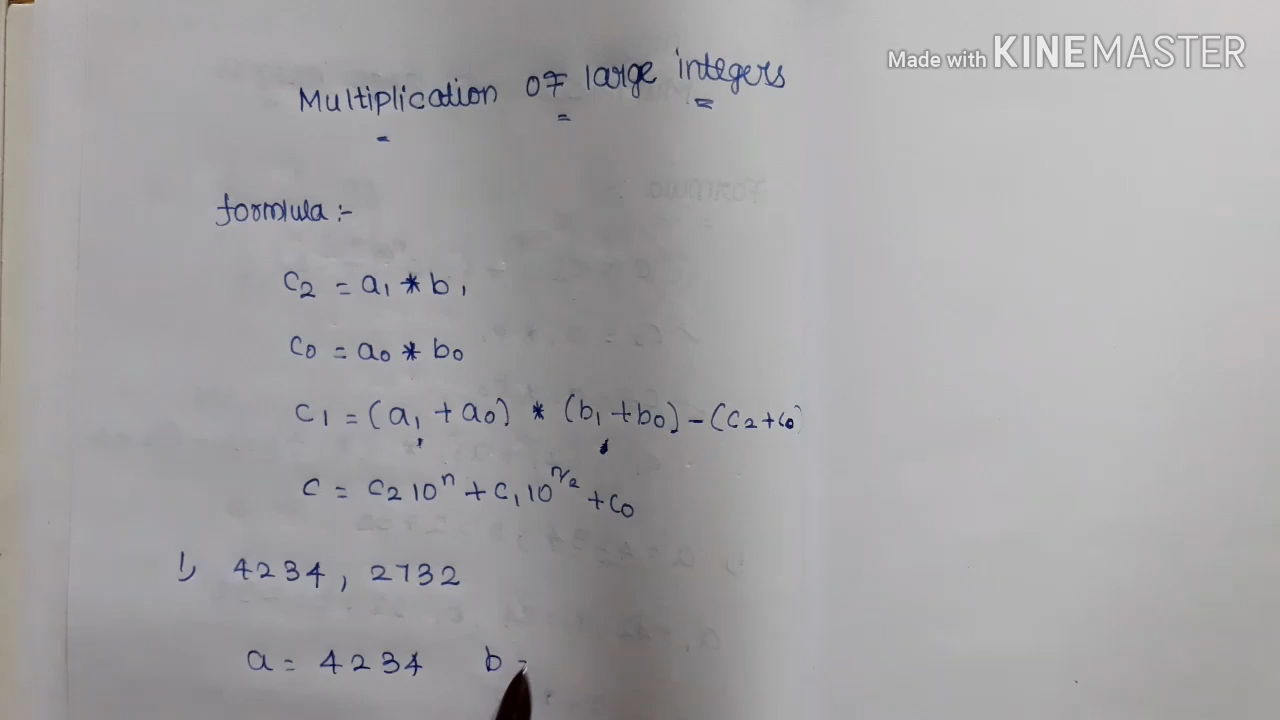 Made with KINEMASTER
Multiplication OF large integers
formula :-
c2 = a1 * b1
c0 = a0 * b0
c1 = (a1 + a0) * (b1 + b0) - (c2 + c0)
c = c2 10^n + c1 10^n/2 + c0
1) 4234, 2732
a = 4234 b =